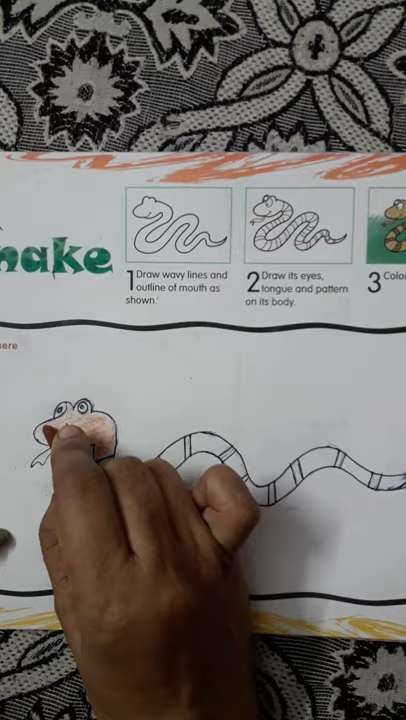 nake
1 Draw wavy lines and
outline of mouth as
shown.'
2 Draw its eyes,
tongue and pattern
on its body.
3 Colo
here